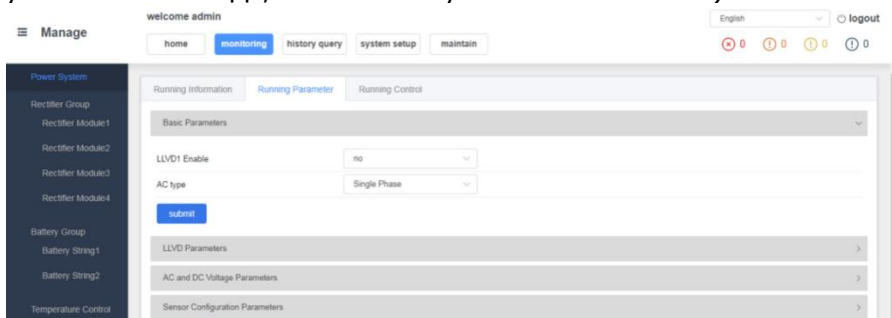 welcome admin
English
logout
Manage
home
monitoring
history query
system setup
maintain
0
0
0
0
Power System
Rectifier Group
Rectifier Module1
Rectifier Module2
Rectifier Module3
Rectifier Module4
Battery Group
Battery String1
Battery String2
Temperature Control
Running Information
Running Parameter
Running Control
Basic Parameters
LLVD1 Enable
no
AC type
Single Phase
submit
LLVD Parameters
AC and DC Voltage Parameters
Sensor Configuration Parameters